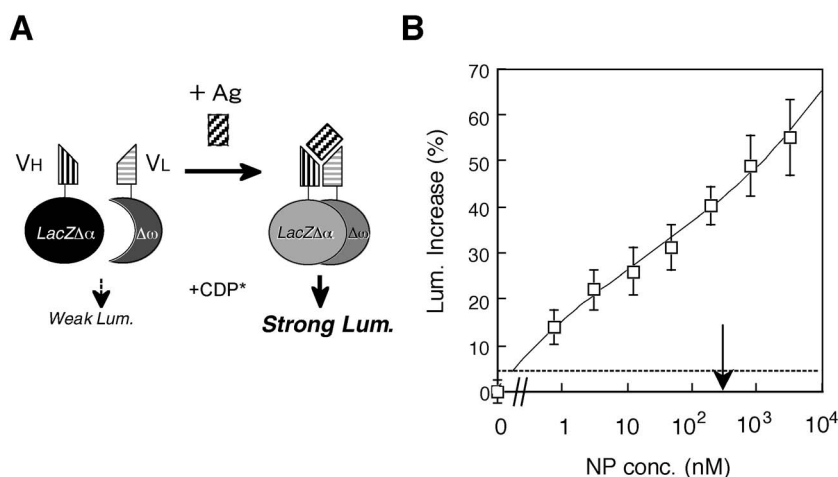 A
+ Ag
VH
VL
LacZΔα
Δω
LacZΔα
Δω
+CDP*
Weak Lum.
Strong Lum.
B
Lum. Increase (%)
70
60
50
40
30
20
10
0
0 1 10 10² 10³ 10⁴
NP conc. (nM)